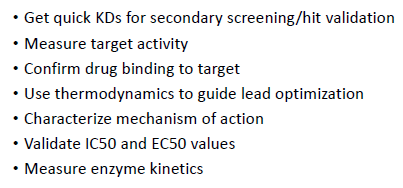 • Get quick KDs for secondary screening/hit validation
• Measure target activity
• Confirm drug binding to target
• Use thermodynamics to guide lead optimization
• Characterize mechanism of action
• Validate IC50 and EC50 values
• Measure enzyme kinetics